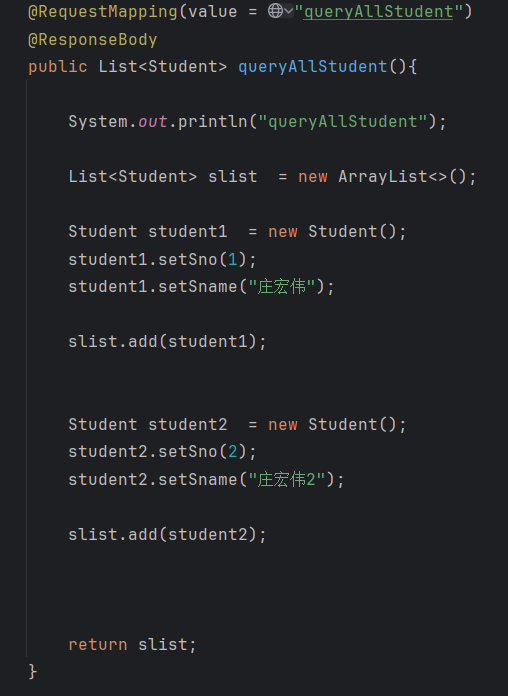 @RequestMapping(value = "queryAllStudent")
@ResponseBody
public List<Student> queryAllStudent(){
System.out.println("queryAllStudent");
List<Student> slist  = new ArrayList<>();
Student student1  = new Student();
student1.setSno(1);
student1.setSname("庄宏伟");
slist.add(student1);
Student student2  = new Student();
student2.setSno(2);
student2.setSname("庄宏伟2");
slist.add(student2);
return slist;
}